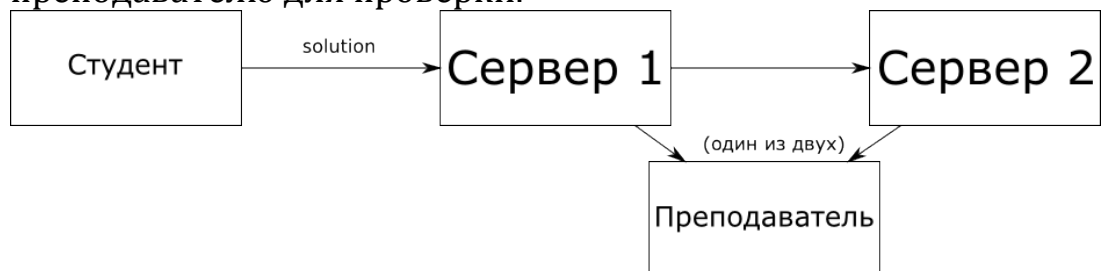 преподавателю для проверки.
Студент
solution
Сервер 1
Сервер 2
(один из двух)
Преподаватель